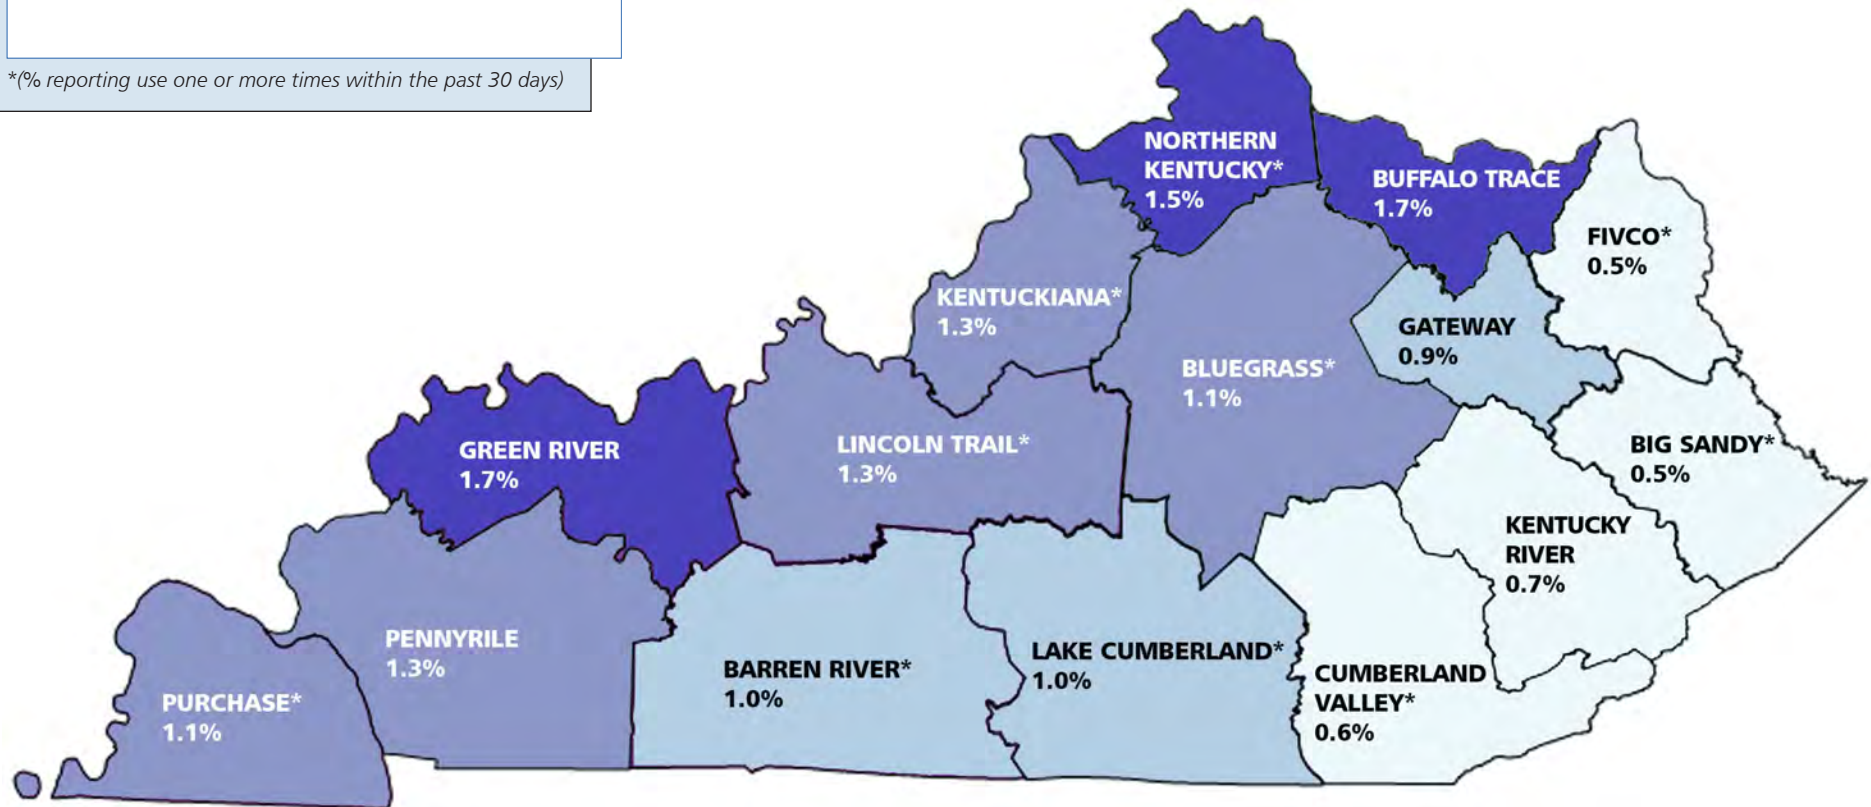 *(% reporting use one or more times within the past 30 days)
NORTHERN
KENTUCKY*
1.5%
BUFFALO TRACE
1.7%
FIVCO*
0.5%
KENTUCKIANA*
1.3%
GATEWAY
0.9%
BLUEGRASS*
1.1%
GREEN RIVER
1.7%
LINCOLN TRAIL*
1.3%
BIG SANDY*
0.5%
KENTUCKY
RIVER
0.7%
PENNYRILE
1.3%
BARREN RIVER*
1.0%
LAKE CUMBERLAND*
1.0%
CUMBERLAND
VALLEY*
0.6%
PURCHASE*
1.1%